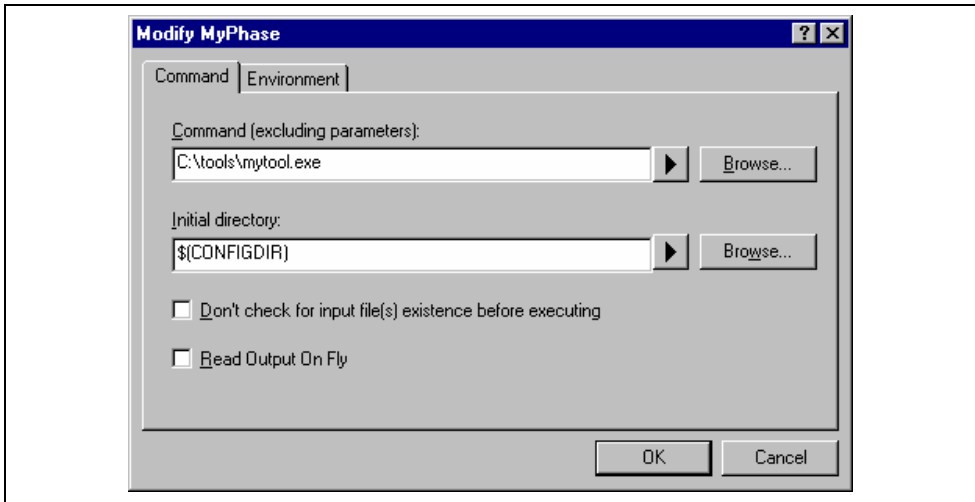 Modify MyPhase
Command Environment
Command (excluding parameters):
C:\tools\mytool.exe Browse...
Initial directory:
$(CONFIGDIR) Browse...
Don't check for input file(s) existence before executing
Read Output On Fly
OK Cancel